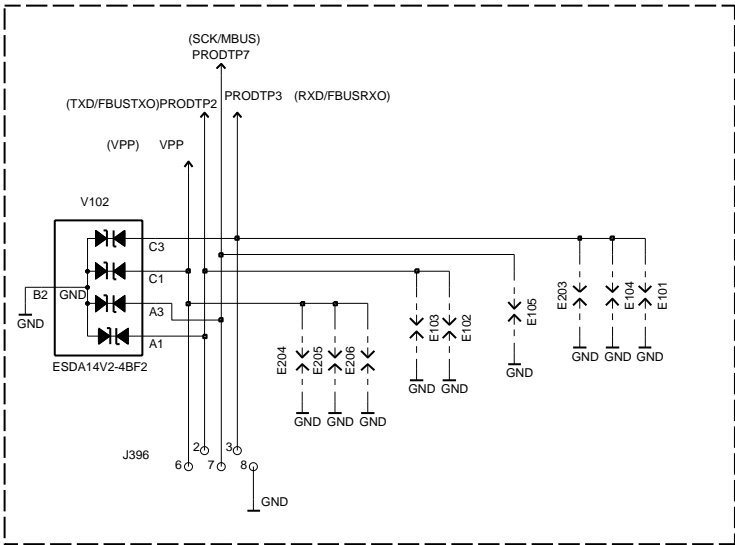 (SCK/MBUS)
PRODTP7
PRODTP3 (RXD/FBUSRXO)
(TXD/FBUSTXO)PRODTP2
(VPP) VPP
V102
C3
C1
B2 GND
A3
GND
A1
ESDA14V2-4BF2
E204
E205
E206
E103
E102
E105
E203
E104
E101
GND GND GND
GND
GND GND
GND GND GND
J396
2
3
6
7
8
GND